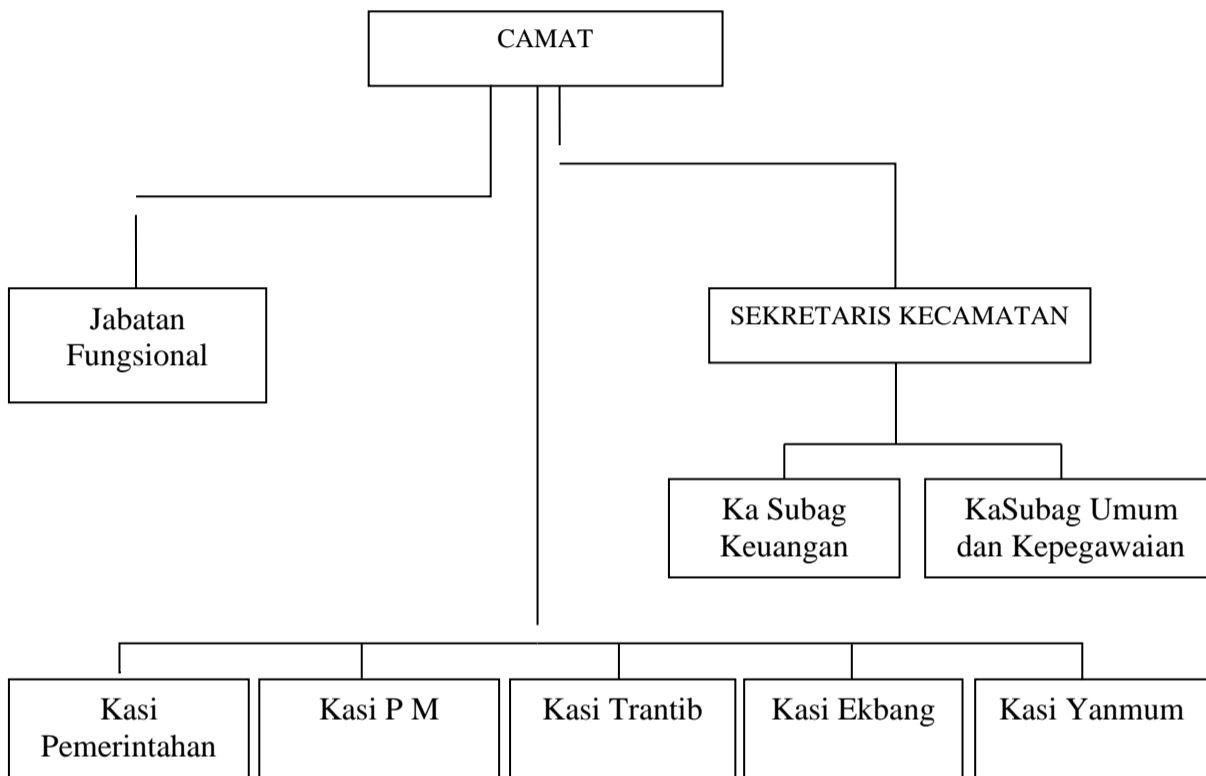 CAMAT
Jabatan
Fungsional
SEKRETARIS KECAMATAN
Ka Subag
Keuangan
KaSubag Umum
dan Kepegawaian
Kasi
Pemerintahan
Kasi P M
Kasi Trantib
Kasi Ekbang
Kasi Yanmum